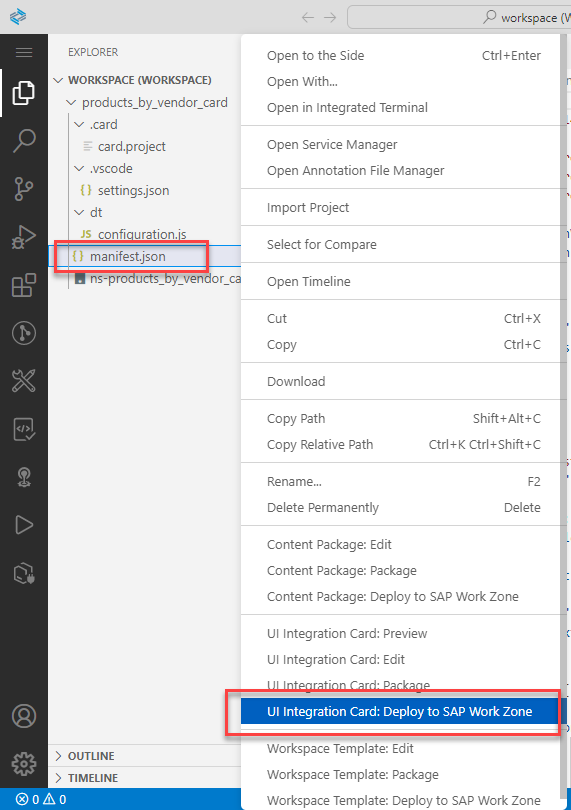 workspace (W
EXPLORER
WORKSPACE (WORKSPACE)
products_by_vendor_card
.card
card.project
.vscode
{ } settings.json
dt
JS configuration.js
{ } manifest.json
ns-products_by_vendor_ca
Open to the Side Ctrl+Enter
Open With...
Open in Integrated Terminal
Open Service Manager
Open Annotation File Manager
Import Project
Select for Compare
Open Timeline
Cut Ctrl+X
Copy Ctrl+C
Download
Copy Path Shift+Alt+C
Copy Relative Path Ctrl+K Ctrl+Shift+C
Rename... F2
Delete Permanently Delete
Content Package: Edit
Content Package: Package
Content Package: Deploy to SAP Work Zone
UI Integration Card: Preview
UI Integration Card: Edit
UI Integration Card: Package
UI Integration Card: Deploy to SAP Work Zone
Workspace Template: Edit
Workspace Template: Package
Workspace Template: Deploy to SAP Work Zone
OUTLINE
TIMELINE
0 0